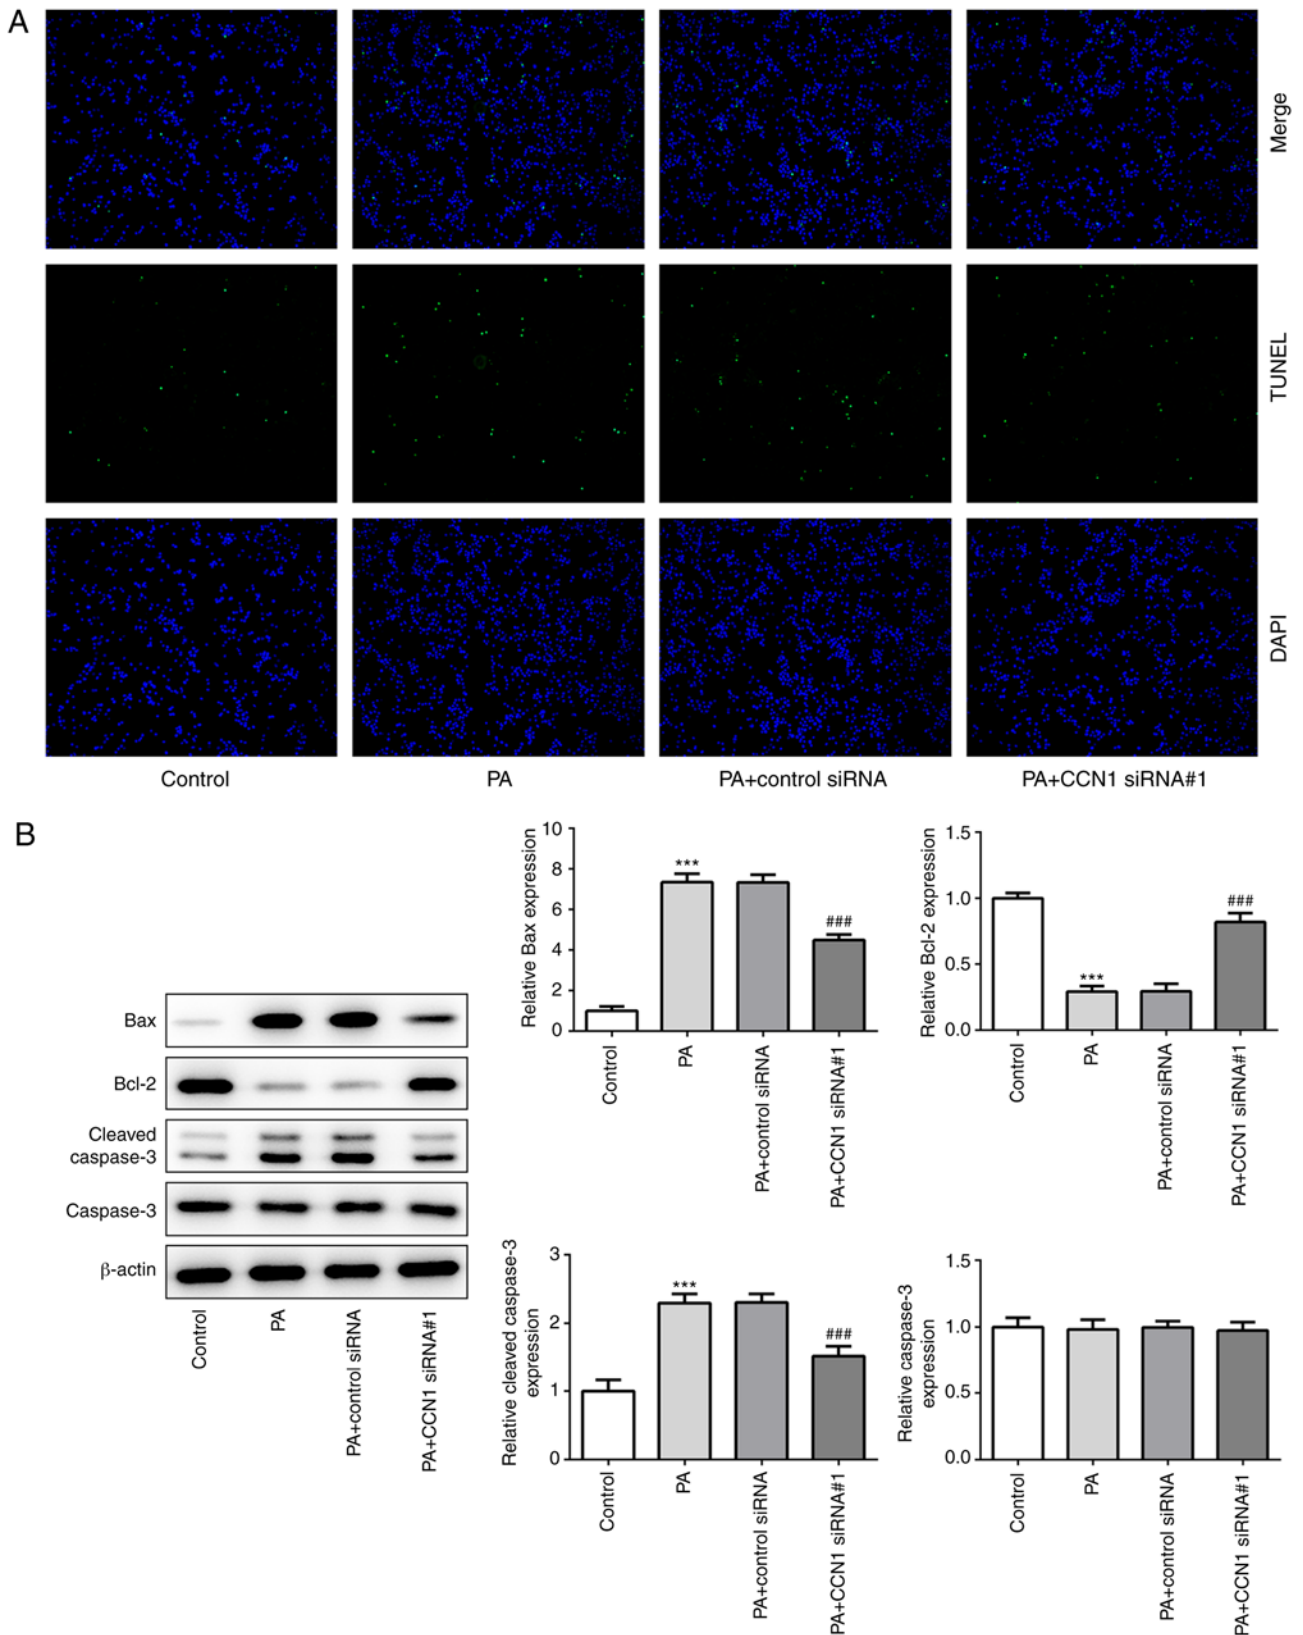 A
Merge
TUNEL
DAPI
Control
PA
PA+control siRNA
PA+CCN1 siRNA#1
B
Bax
Bcl-2
Cleaved
caspase-3
Caspase-3
β-actin
Control
PA
PA+control siRNA
PA+CCN1 siRNA#1
Relative Bax expression
10
8
6
4
2
0
***
###
Control
PA
PA+control siRNA
PA+CCN1 siRNA#1
Relative Bcl-2 expression
1.5
1.0
0.5
0.0
***
###
Control
PA
PA+control siRNA
PA+CCN1 siRNA#1
Relative cleaved caspase-3
expression
3
2
1
0
***
###
Control
PA
PA+control siRNA
PA+CCN1 siRNA#1
Relative caspase-3
expression
1.5
1.0
0.5
0.0
Control
PA
PA+control siRNA
PA+CCN1 siRNA#1